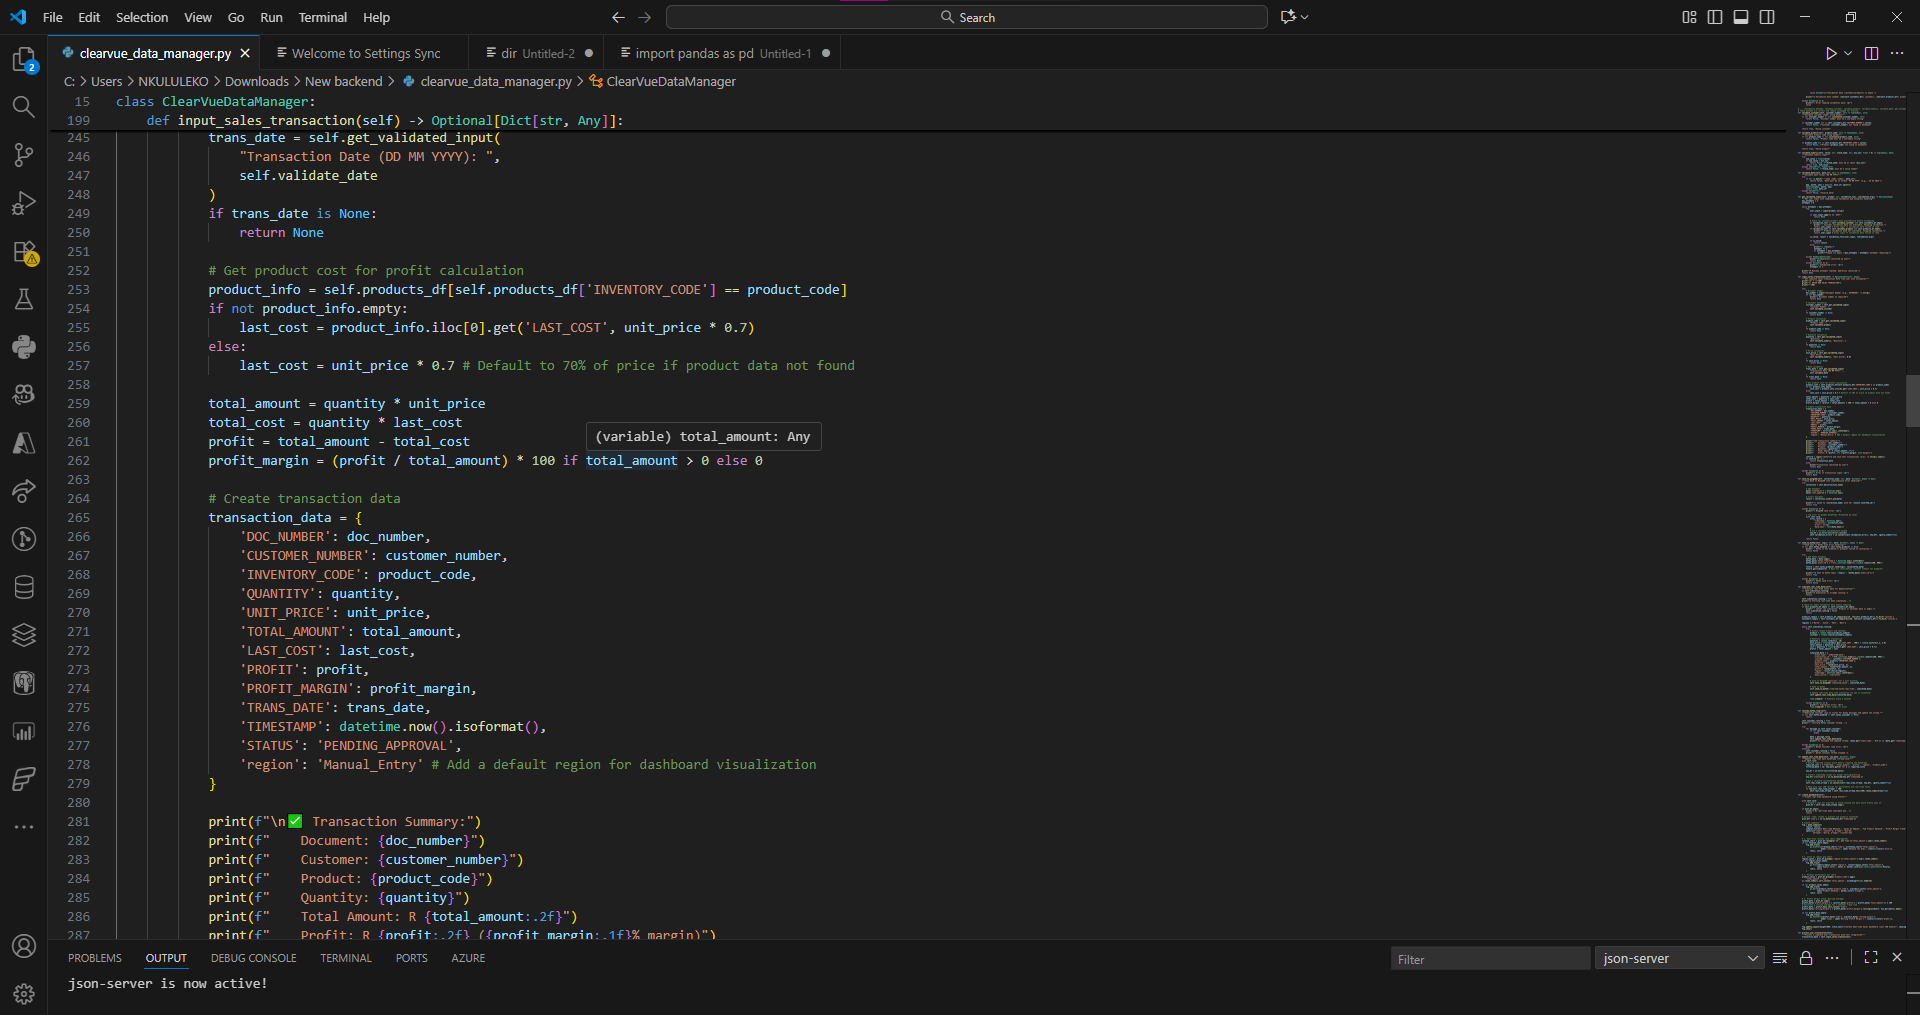 File Edit Selection View Go Run Terminal Help
Search
clearvue_data_manager.py
Welcome to Settings Sync
dir Untitled-2
import pandas as pd Untitled-1
C: > Users > NKULULEKO > Downloads > New backend > clearvue_data_manager.py > ClearVueDataManager
15 class ClearVueDataManager:
199 def input_sales_transaction(self) -> Optional[Dict[str, Any]]:
245 trans_date = self.get_validated_input(
246 "Transaction Date (DD MM YYYY): ",
247 self.validate_date
248 )
249 if trans_date is None:
250 return None
251
252 # Get product cost for profit calculation
253 product_info = self.products_df[self.products_df['INVENTORY_CODE'] == product_code]
254 if not product_info.empty:
255 last_cost = product_info.iloc[0].get('LAST_COST', unit_price * 0.7)
256 else:
257 last_cost = unit_price * 0.7 # Default to 70% of price if product data not found
258
259 total_amount = quantity * unit_price
260 total_cost = quantity * last_cost
261 profit = total_amount - total_cost
(variable) total_amount: Any
262 profit_margin = (profit / total_amount) * 100 if total_amount > 0 else 0
263
264 # Create transaction data
265 transaction_data = {
266 'DOC_NUMBER': doc_number,
267 'CUSTOMER_NUMBER': customer_number,
268 'INVENTORY_CODE': product_code,
269 'QUANTITY': quantity,
270 'UNIT_PRICE': unit_price,
271 'TOTAL_AMOUNT': total_amount,
272 'LAST_COST': last_cost,
273 'PROFIT': profit,
274 'PROFIT_MARGIN': profit_margin,
275 'TRANS_DATE': trans_date,
276 'TIMESTAMP': datetime.now().isoformat(),
277 'STATUS': 'PENDING_APPROVAL',
278 'region': 'Manual_Entry' # Add a default region for dashboard visualization
279 }
280
281 print(f"\n✅ Transaction Summary:")
282 print(f" Document: {doc_number}")
283 print(f" Customer: {customer_number}")
284 print(f" Product: {product_code}")
285 print(f" Quantity: {quantity}")
286 print(f" Total Amount: R {total_amount:.2f}")
287 print(f" Profit: R {profit:.2f} ({profit_margin:.1f}% margin)")
PROBLEMS OUTPUT DEBUG CONSOLE TERMINAL PORTS AZURE
Filter
json-server
json-server is now active!
2